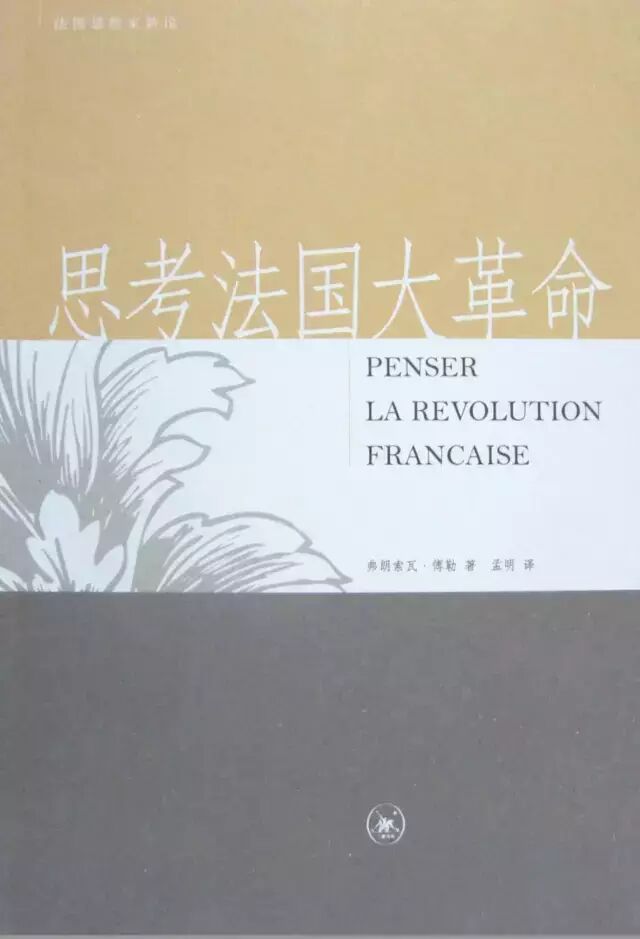 法国思想家新论
思考法国大革命
PENSER
LA REVOLUTION
FRANCAISE
弗朗索瓦·傅勒 著 孟明 译